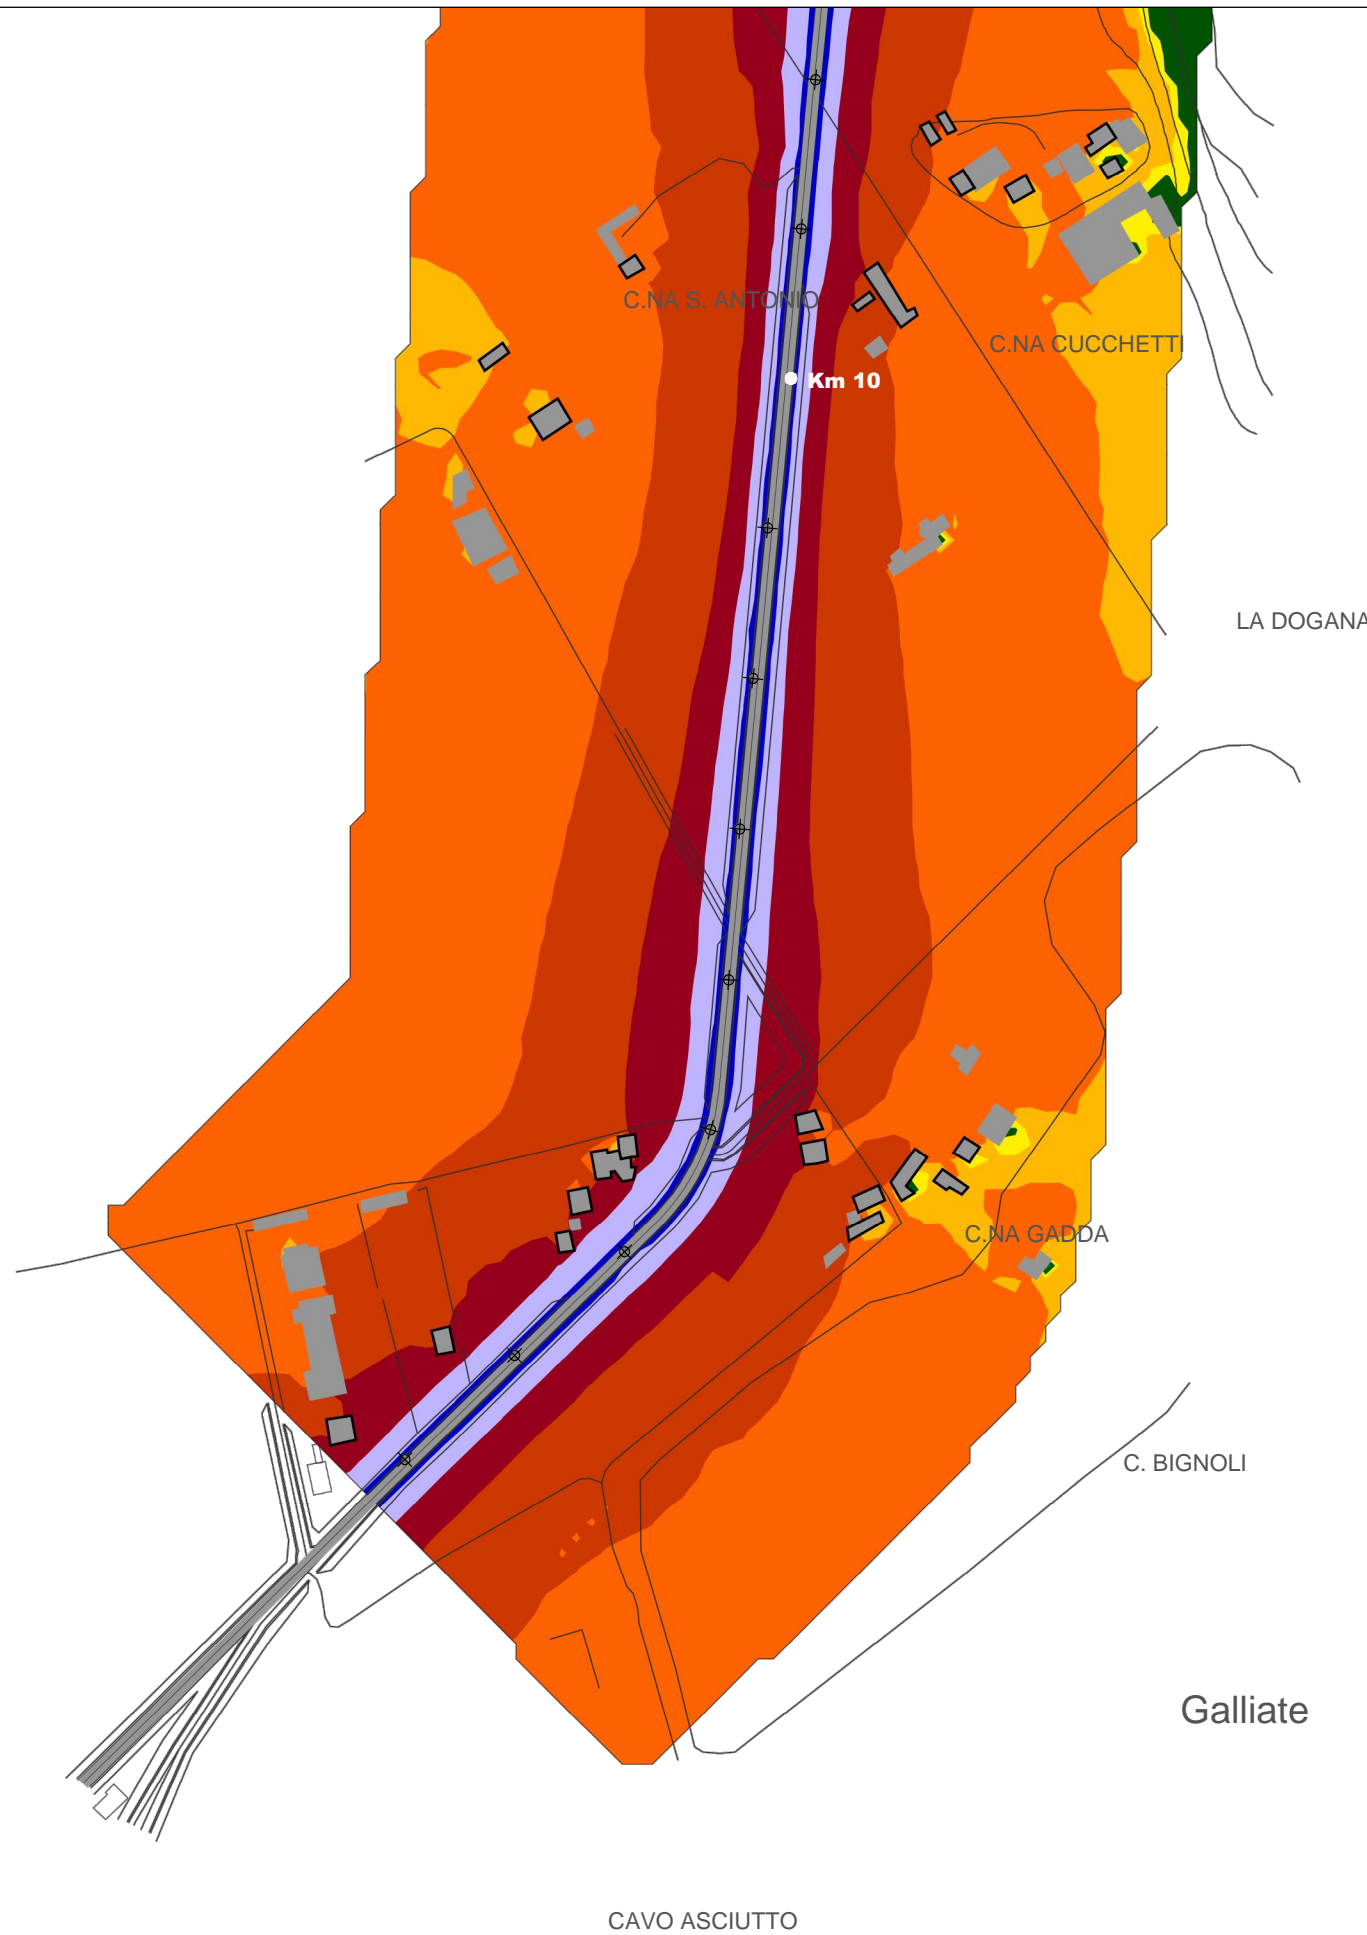 C.NA S. ANTONIO
C.NA CUCCHETTI
Km 10
LA DOGANA
C.NA GADDA
C. BIGNOLI
Galliate
CAVO ASCIUTTO